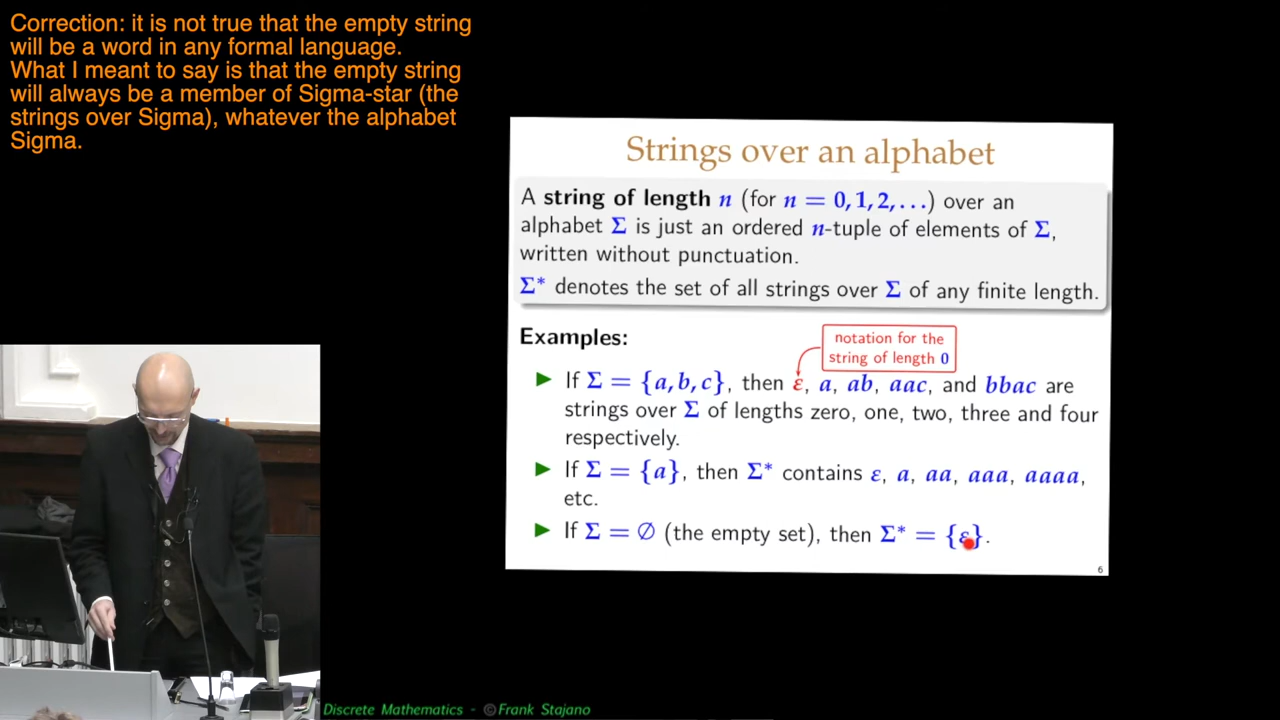 Correction: it is not true that the empty string
will be a word in any formal language.
What I meant to say is that the empty string
will always be a member of Sigma-star (the
strings over Sigma), whatever the alphabet
Sigma.
Strings over an alphabet
A string of length n (for n = 0, 1, 2, . . .) over an
alphabet Σ is just an ordered n-tuple of elements of Σ,
written without punctuation.
Σ* denotes the set of all strings over Σ of any finite length.
Examples:
notation for the
string of length 0
▶ If Σ = {a, b, c}, then ε, a, ab, aac, and bbac are
strings over Σ of lengths zero, one, two, three and four
respectively.
▶ If Σ = {a}, then Σ* contains ε, a, aa, aaa, aaaa,
etc.
▶ If Σ = ∅ (the empty set), then Σ* = {ε}.
6
Discrete Mathematics - ©Frank Stajano